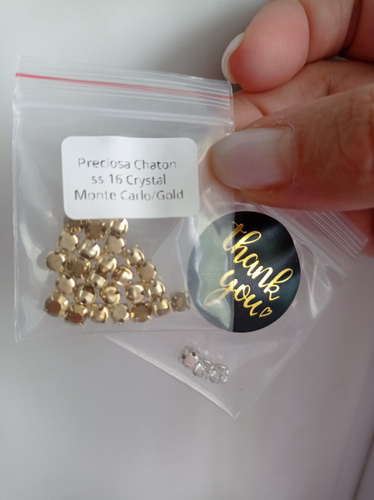 Preciosa Chaton
ss 16 Crystal
Monte Carlo/Gold
thank
you